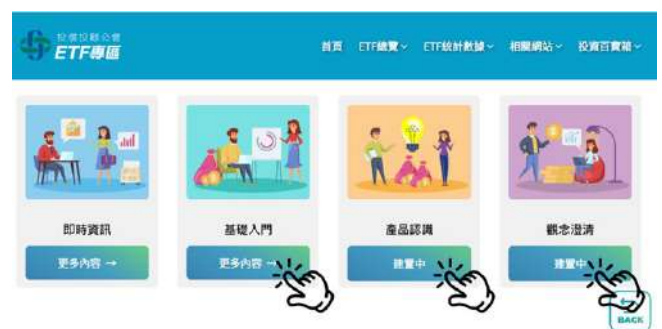 投信投顧公會
ETF專區
首頁 ETF總覽 ETF統計數據 相關網站 投資百寶箱
即時資訊 基礎入門 產品認識 觀念澄清
更多內容 → 更多內容 → 建置中 建置中
BACK